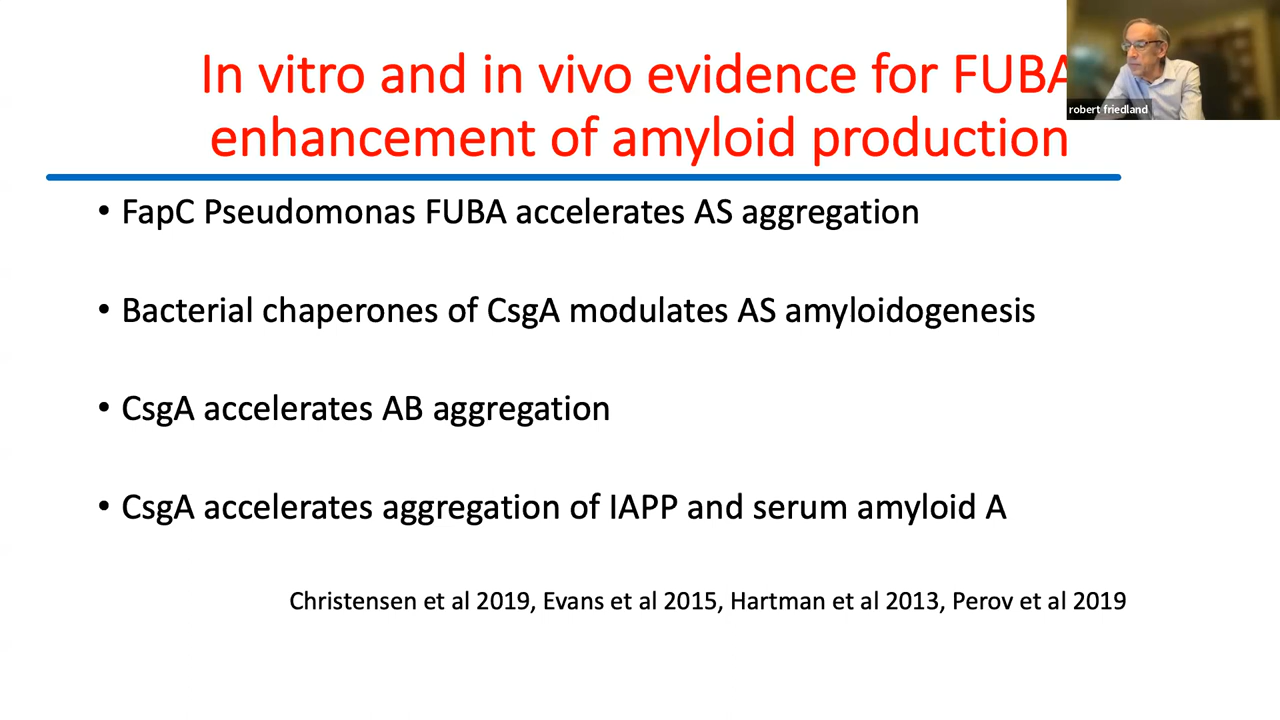 In vitro and in vivo evidence for FUBA
enhancement of amyloid production
robert friedland
• FapC Pseudomonas FUBA accelerates AS aggregation
• Bacterial chaperones of CsgA modulates AS amyloidogenesis
• CsgA accelerates AB aggregation
• CsgA accelerates aggregation of IAPP and serum amyloid A
Christensen et al 2019, Evans et al 2015, Hartman et al 2013, Perov et al 2019